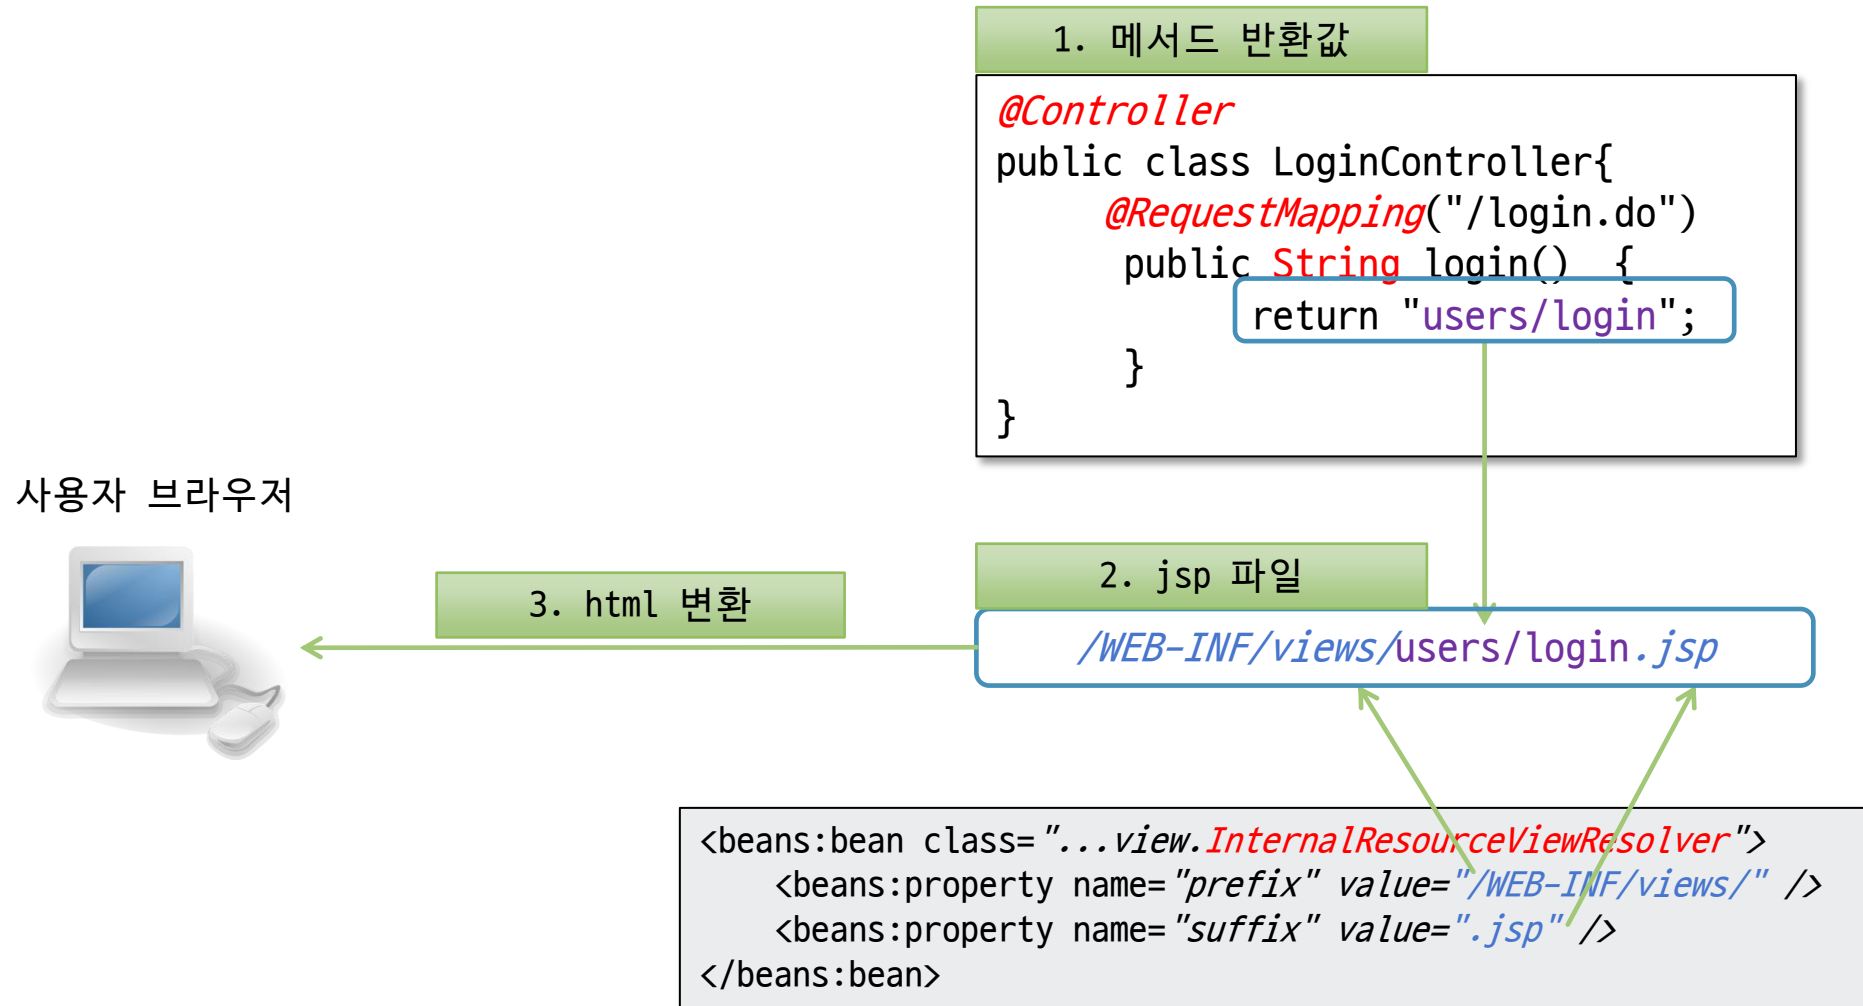 1. 메서드 반환값
@Controller
public class LoginController{
@RequestMapping("/login.do")
public String login() {
return "users/login";
}
}
사용자 브라우저
2. jsp 파일
3. html 변환
/WEB-INF/views/users/login.jsp
<beans:bean class="...view.InternalResourceViewResolver">
<beans:property name="prefix" value="/WEB-INF/views/" />
<beans:property name="suffix" value=".jsp" />
</beans:bean>